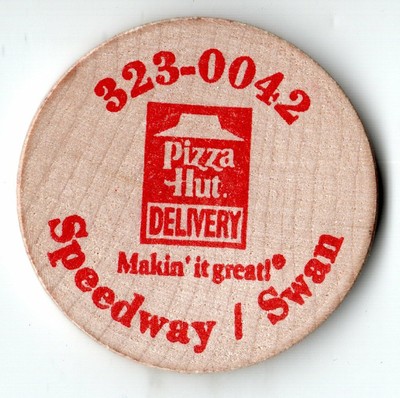 323-0042
Pizza
Hut.
DELIVERY
Makin' it great!®
Speedway / Swan